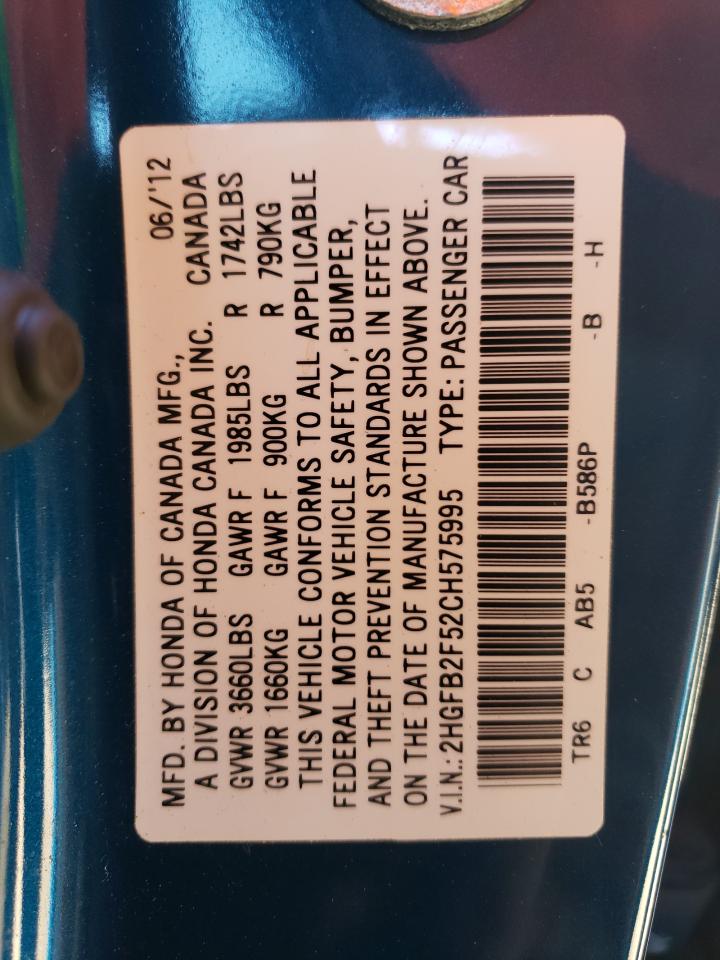 MFD. BY HONDA OF CANADA MFG., 06/'12
A DIVISION OF HONDA CANADA INC. CANADA
GVWR 3660LBS GAWR F 1985LBS R 1742LBS
GVWR 1660KG GAWR F 900KG R 790KG
THIS VEHICLE CONFORMS TO ALL APPLICABLE
FEDERAL MOTOR VEHICLE SAFETY, BUMPER,
AND THEFT PREVENTION STANDARDS IN EFFECT
ON THE DATE OF MANUFACTURE SHOWN ABOVE.
V.I.N.: 2HGFB2F52CH575995 TYPE: PASSENGER CAR
TR6 C AB5 -B586P -B -H